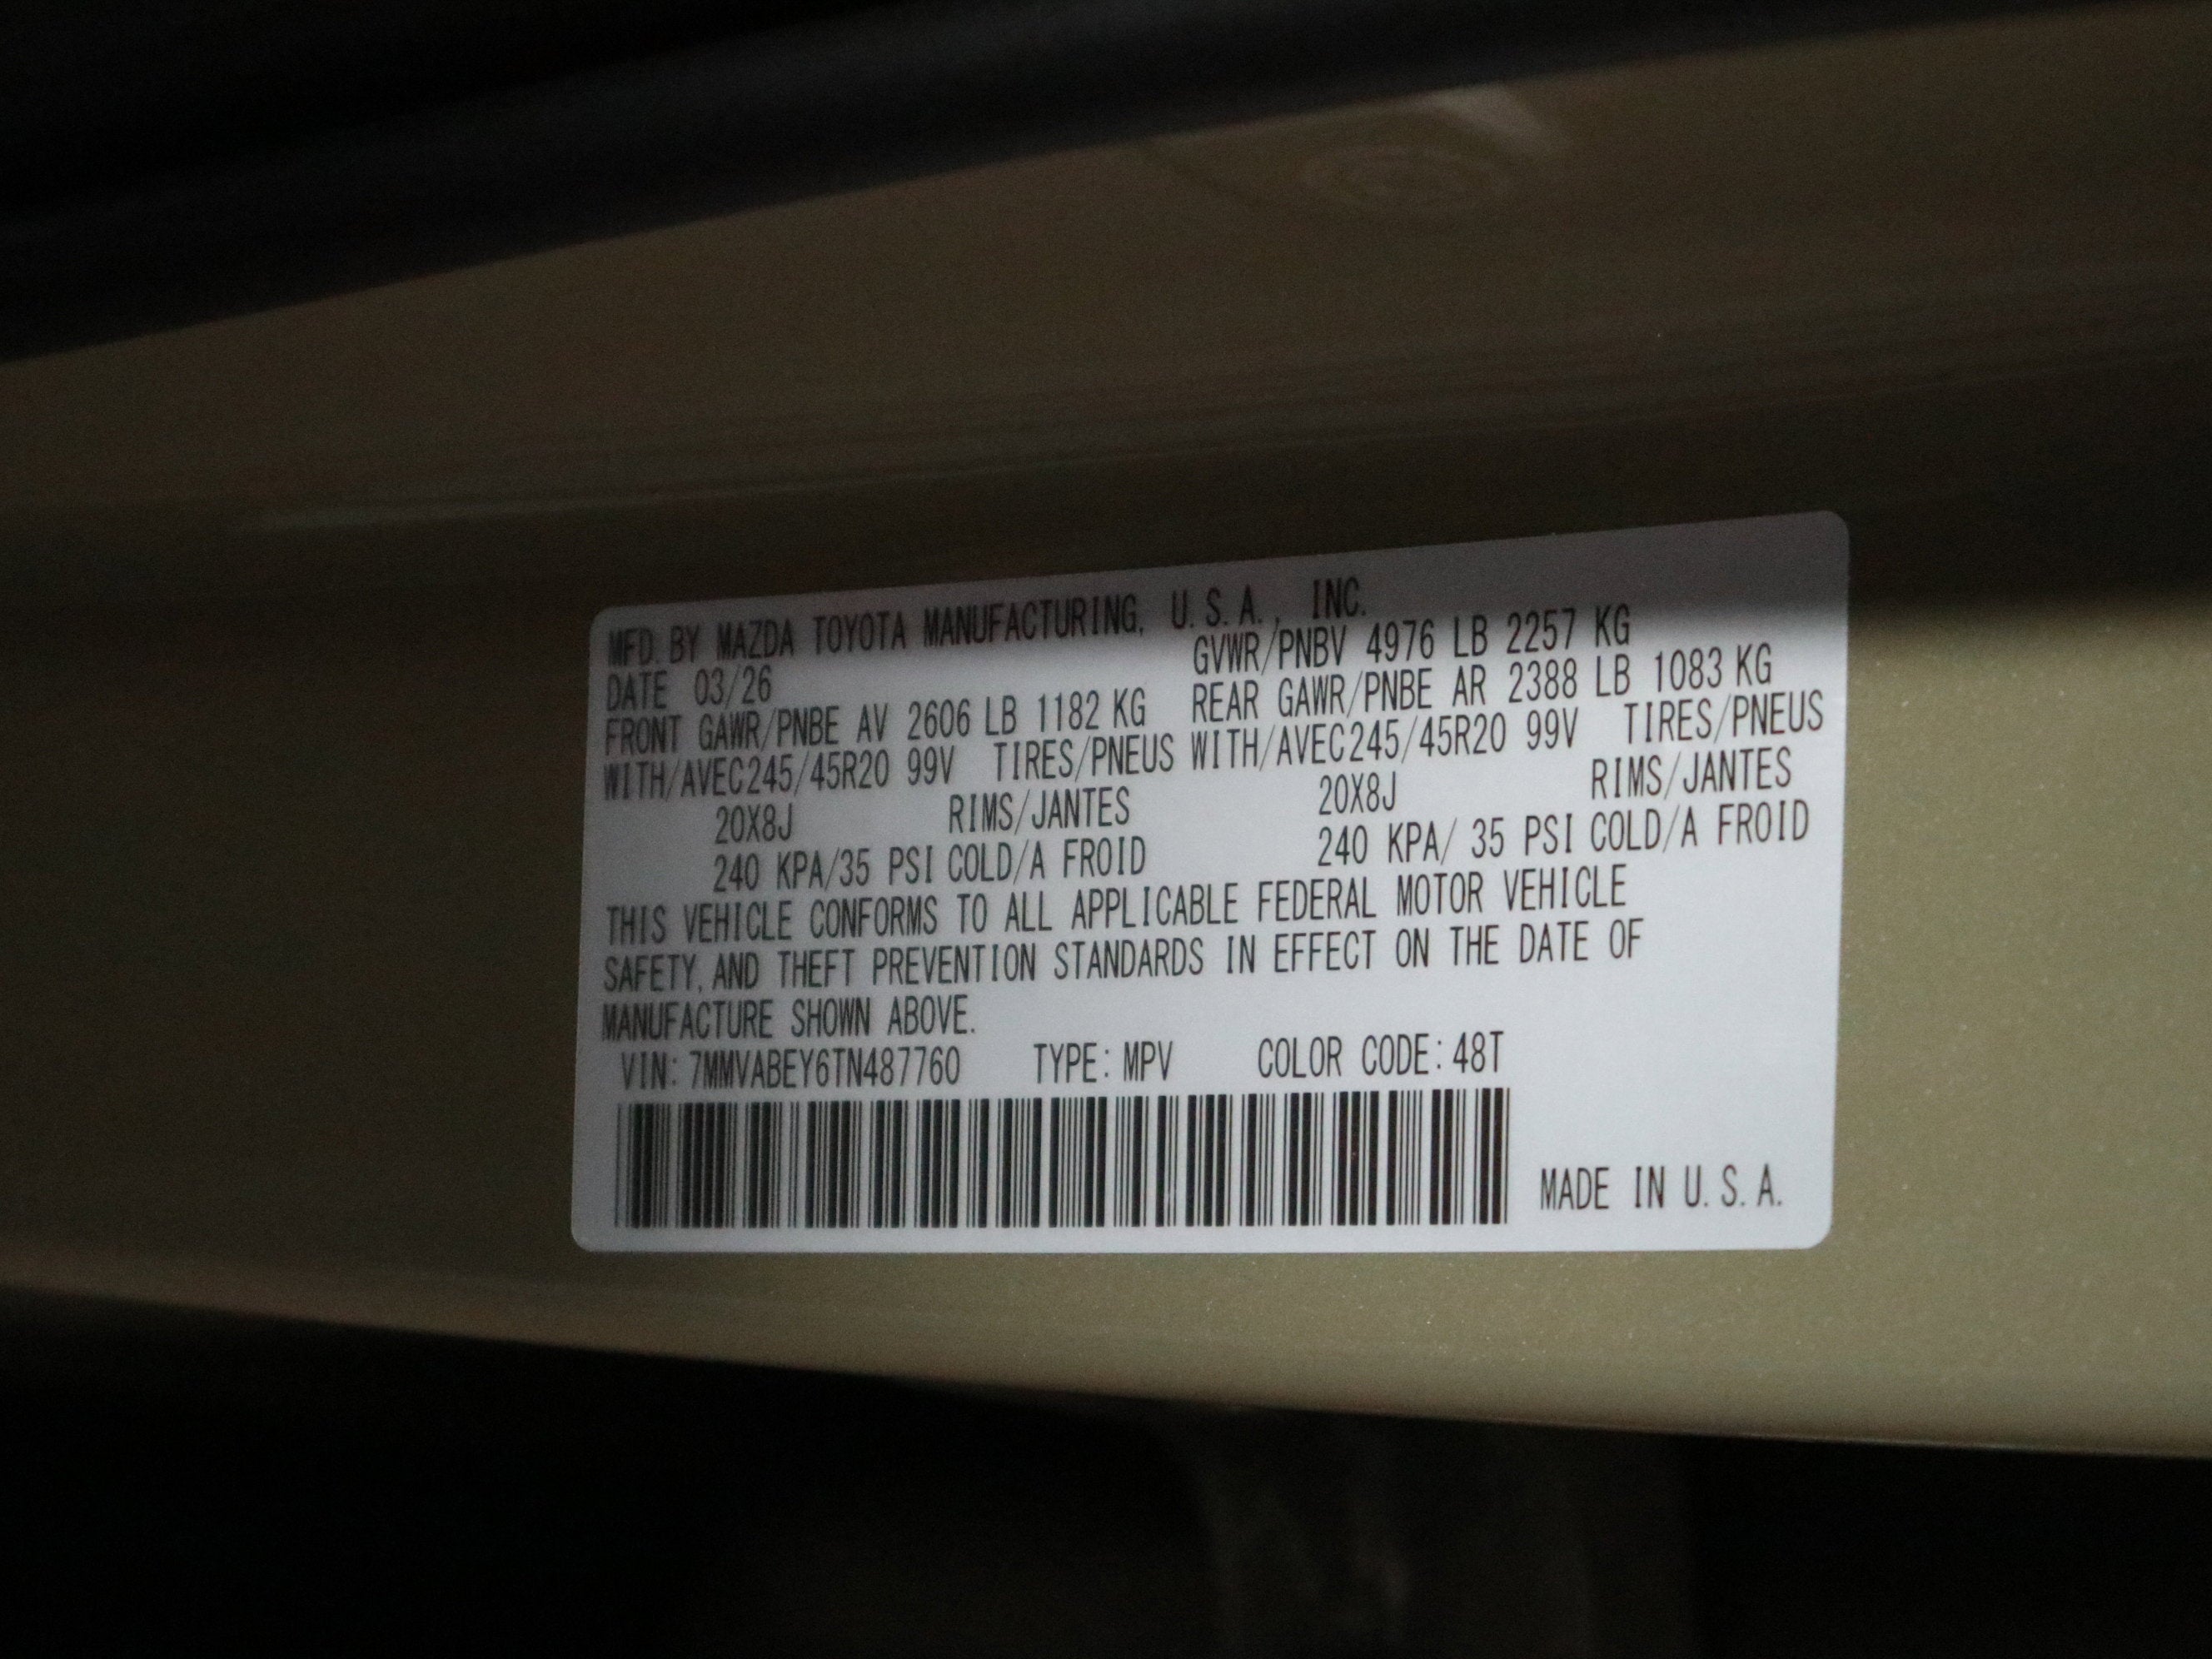 MFD. BY MAZDA TOYOTA MANUFACTURING, U.S.A., INC.
DATE 03/26 GVWR/PNBV 4976 LB 2257 KG
FRONT GAWR/PNBE AV 2606 LB 1182 KG REAR GAWR/PNBE AR 2388 LB 1083 KG
WITH/AVEC245/45R20 99V TIRES/PNEUS WITH/AVEC245/45R20 99V TIRES/PNEUS
20X8J RIMS/JANTES 20X8J RIMS/JANTES
240 KPA/35 PSI COLD/A FROID 240 KPA/ 35 PSI COLD/A FROID
THIS VEHICLE CONFORMS TO ALL APPLICABLE FEDERAL MOTOR VEHICLE
SAFETY, AND THEFT PREVENTION STANDARDS IN EFFECT ON THE DATE OF
MANUFACTURE SHOWN ABOVE.
VIN: 7MMVABEY6TN487760 TYPE: MPV COLOR CODE: 48T
MADE IN U.S.A.